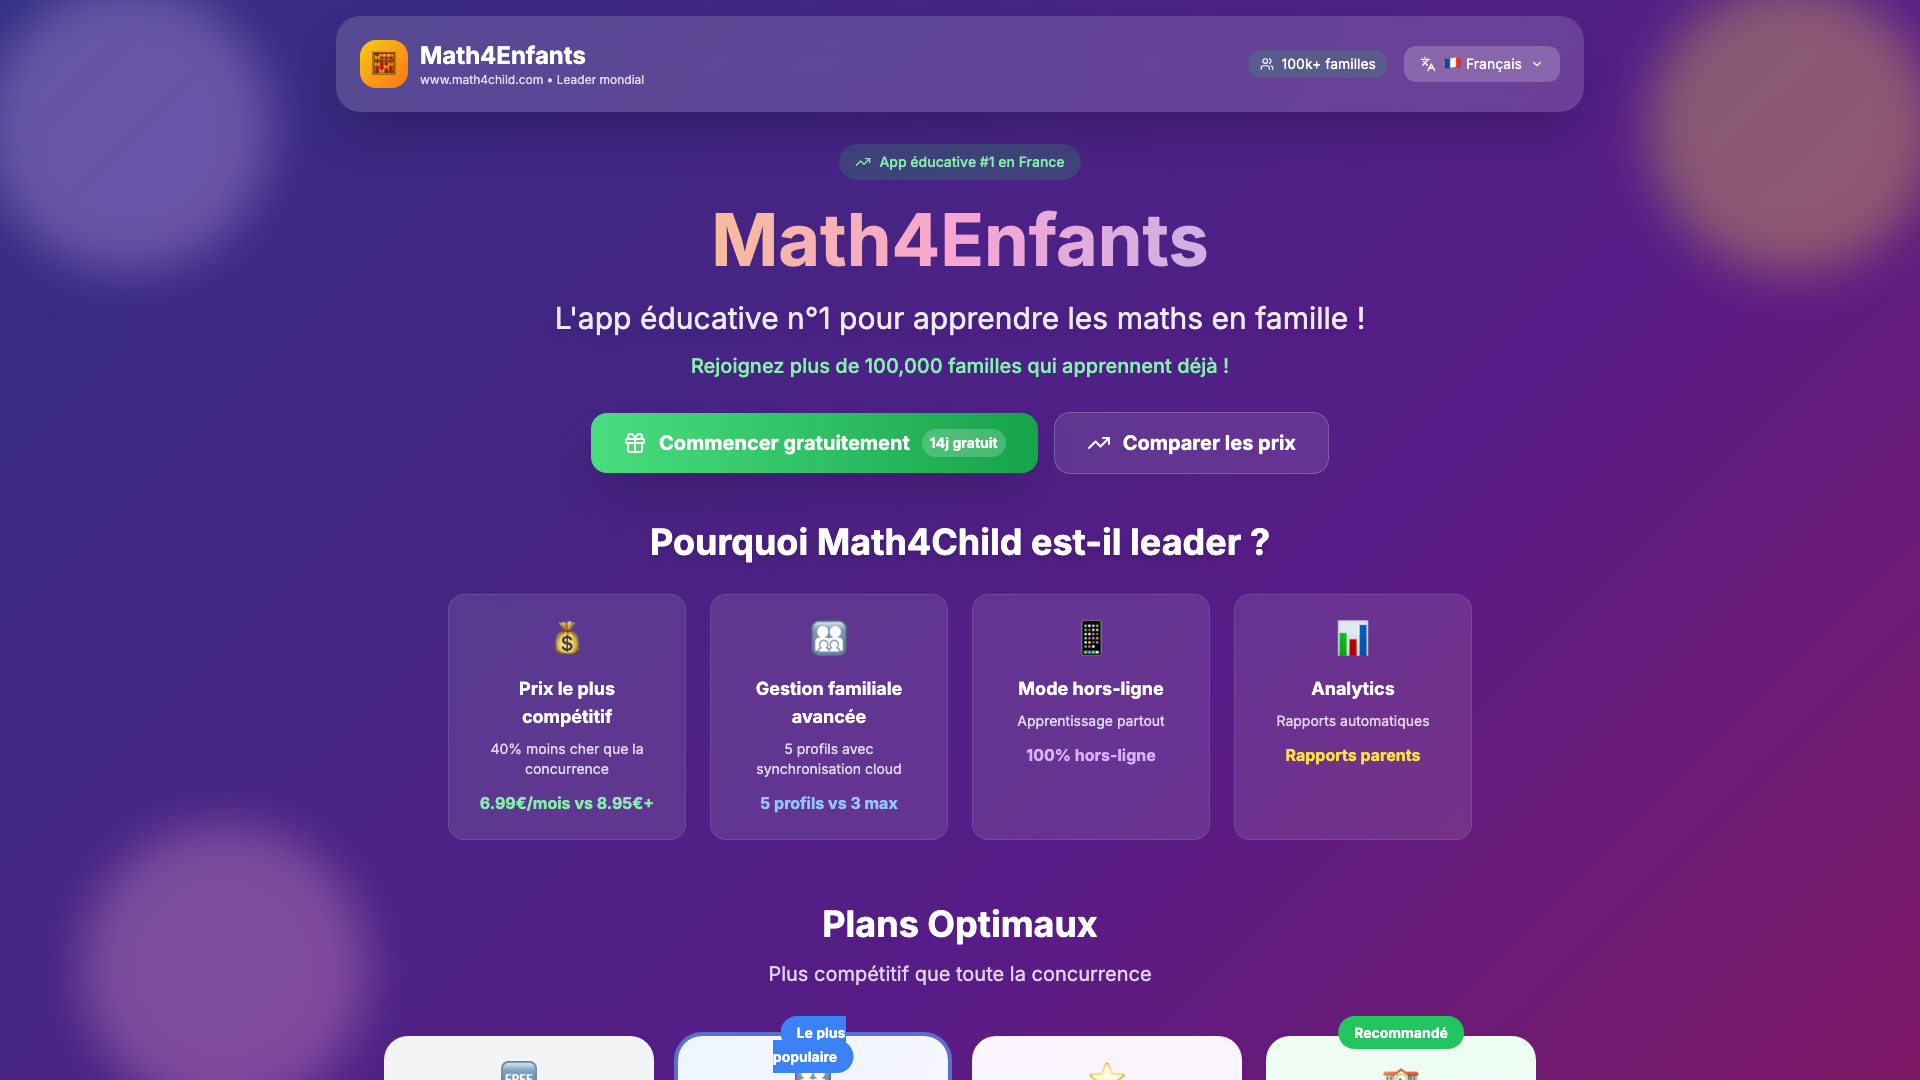 Math4Enfants
www.math4child.com • Leader mondial
100k+ familles
Français
App éducative #1 en France
Math4Enfants
L'app éducative n°1 pour apprendre les maths en famille !
Rejoignez plus de 100,000 familles qui apprennent déjà !
Commencer gratuitement 14j gratuit
Comparer les prix
Pourquoi Math4Child est-il leader ?
Prix le plus
compétitif
40% moins cher que la
concurrence
6.99€/mois vs 8.95€+
Gestion familiale
avancée
5 profils avec
synchronisation cloud
5 profils vs 3 max
Mode hors-ligne
Apprentissage partout
100% hors-ligne
Analytics
Rapports automatiques
Rapports parents
Plans Optimaux
Plus compétitif que toute la concurrence
FREE
Le plus
populaire
Recommandé